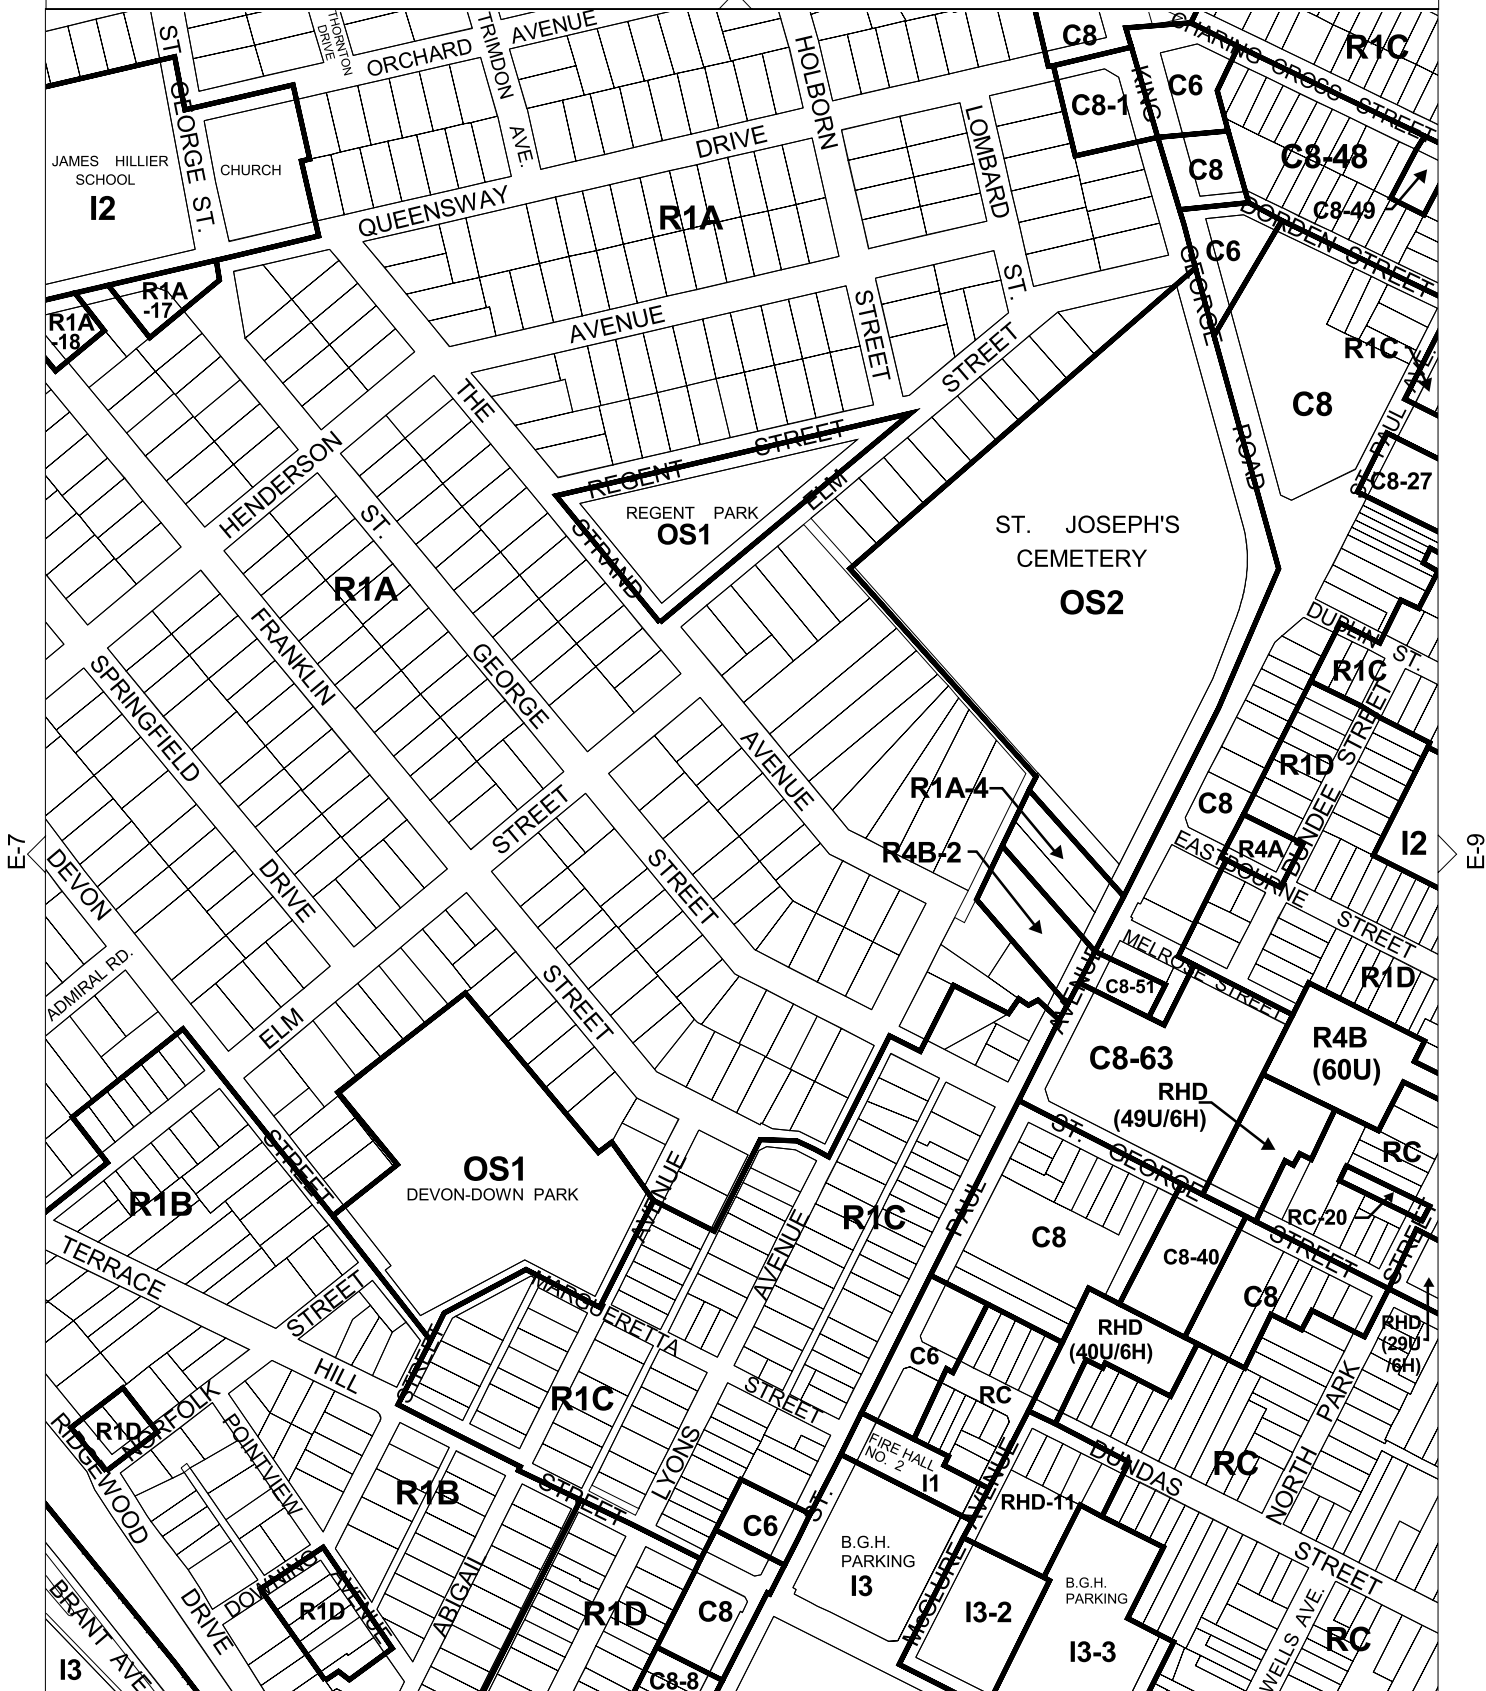 THORNTON
DRIVE
ORCHARD
AVENUE
TRIMDON
AVE.
HOLBORN
C8
KING
CHARING CROSS STREET
R1C
ST. GEORGE ST.
C6
C8-1
LOMBARD
DRIVE
C8-48
JAMES HILLIER
SCHOOL
I2
CHURCH
C8
QUEENSWAY
R1A
C8-49
DORDEN STREET
C6
GEORGE
ST.
R1A
-17
R1A
-18
AVENUE
STREET
STREET
R1C
ST. PAUL AVE.
C8
THE
ROAD
HENDERSON
REGENT STREET
C8-27
ELM
REGENT PARK
OS1
ST.
STRAND
ST. JOSEPH'S
CEMETERY
OS2
R1A
FRANKLIN
DUBLIN ST.
SPRINGFIELD
GEORGE
R1C
STREET
AVENUE
R1D
R1A-4
C8
STREET
E-7
R4B-2
R4A
DUNDEE
I2
E-9
EASTBOURNE STREET
DEVON
DRIVE
STREET
ADMIRAL RD.
MELROSE STREET
AVENUE
R1D
C8-51
STREET
ELM
R4B
(60U)
C8-63
RHD
(49U/6H)
STREET
ST. GEORGE
RC
OS1
DEVON-DOWN PARK
R1B
AVENUE
R1C
PAUL
RC-20
AVENUE
C8
C8-40
STREET
STREET
TERRACE
STREET
C8
MARGUERETTA
STREET
RHD
(40U/6H)
RHD
(29U
/6H)
C6
HILL
STREET
R1C
RC
R1D
NORFOLK
RIDGEWOOD
POINTVIEW
PARK
FIRE HALL
NO. 2
I1
AVENUE
DUNDAS
RC
LYONS
R1B
STREET
ST.
RHD-11
NORTH
C6
B.G.H.
PARKING
I3
STREET
DOWNING
AVENUE
ABIGAIL
McCLURE
B.G.H.
PARKING
BRANT AVE
DRIVE
R1D
R1D
C8
I3-2
WELLS AVE.
RC
I3
C8-8
I3-3